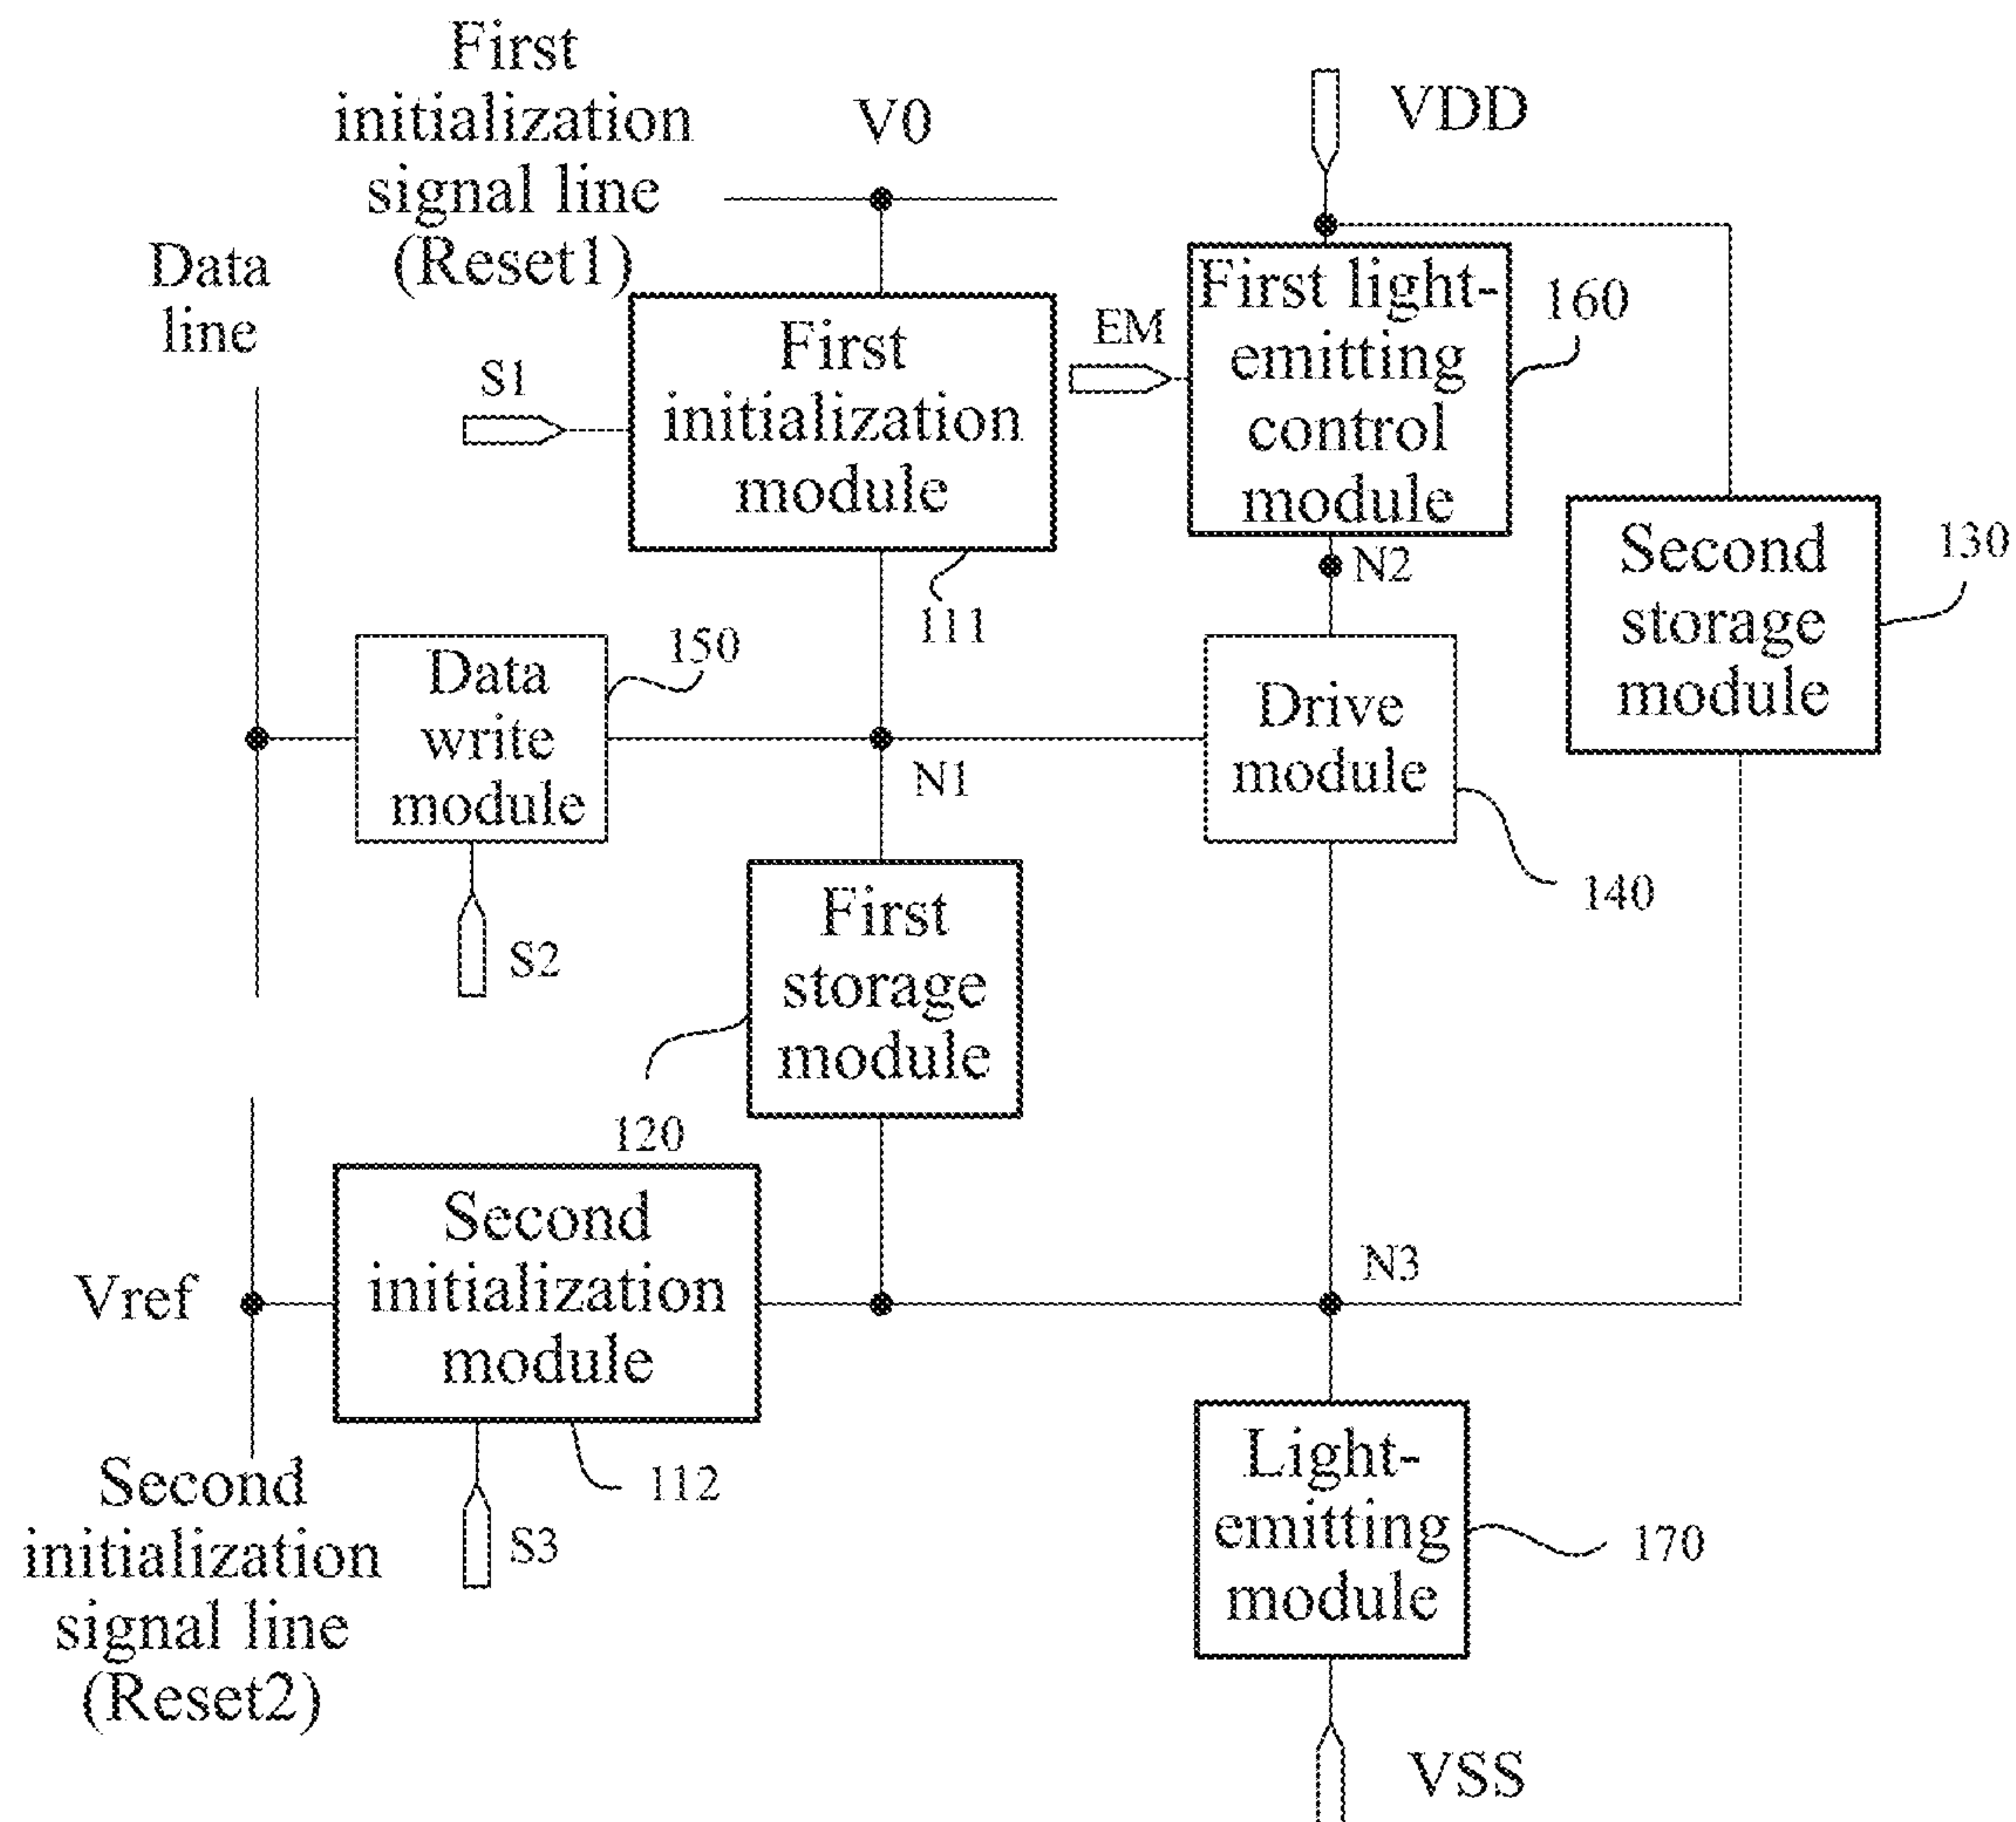 First
initialization
signal line
(Reset1)
V0
VDD
Data
line
S1
First
initialization
module
EM
First light-
emitting
control
module
160
Second
storage
module
130
N2
111
150
Data
write
module
N1
Drive
module
140
S2
First
storage
module
120
Second
initialization
module
N3
Vref
112
S3
Second
initialization
signal line
(Reset2)
Light-
emitting
module
170
VSS